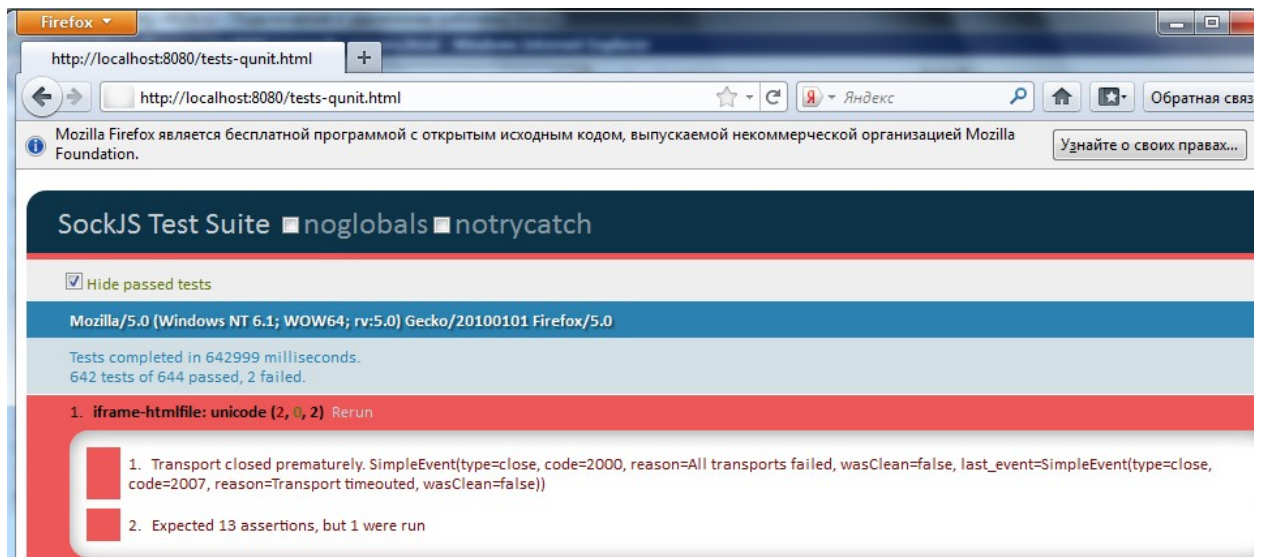 Firefox
http://localhost:8080/tests-qunit.html
http://localhost:8080/tests-qunit.html
Яндекс
Обратная связ
Mozilla Firefox является бесплатной программой с открытым исходным кодом, выпускаемой некоммерческой организацией Mozilla
Foundation.
Узнайте о своих правах...
SockJS Test Suite noglobals notrycatch
Hide passed tests
Mozilla/5.0 (Windows NT 6.1; WOW64; rv:5.0) Gecko/20100101 Firefox/5.0
Tests completed in 642999 milliseconds.
642 tests of 644 passed, 2 failed.
1. iframe-htmlfile: unicode (2, 0, 2) Rerun
1. Transport closed prematurely. SimpleEvent(type=close, code=2000, reason=All transports failed, wasClean=false, last_event=SimpleEvent(type=close,
code=2007, reason=Transport timeouted, wasClean=false))
2. Expected 13 assertions, but 1 were run